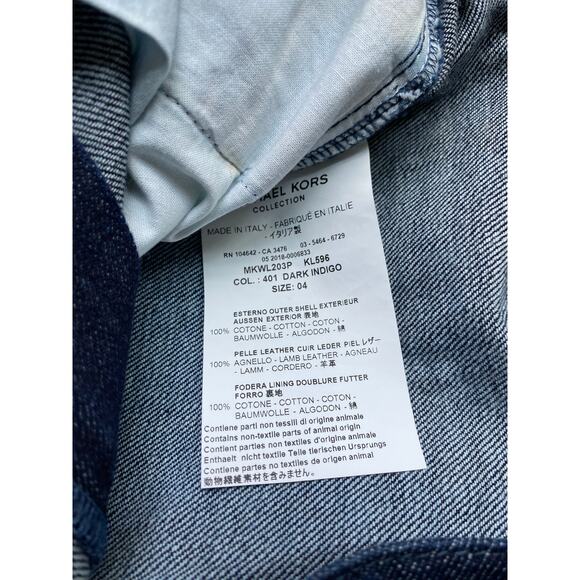 KORS
COLLECTION
MADE IN ITALY - FABRIQUÉ EN ITALIE
- イタリア製
RN 104642 - CA 3476 03 - 5464 - 6729
05 2018-0006833
MKWL203P KL596
COL. : 401 DARK INDIGO
SIZE: 04
ESTERNO OUTER SHELL EXTERIEUR
AUSSEN EXTERIOR 表地
100% COTONE - COTTON - COTON -
BAUMWOLLE - ALGODON - 綿
PELLE LEATHER CUIR LEDER PIEL レザー
100% AGNELLO - LAMB LEATHER - AGNEAU
- LAMM - CORDERO - 羊革
FODERA LINING DOUBLURE FUTTER
FORRO 裏地
100% COTONE - COTTON - COTON -
BAUMWOLLE - ALGODON - 綿
Contiene parti non tessili di origine animale
Contains non-textile parts of animal origin
Contient parties non textiles d'origine animale
Enthaelt nicht textile Teile tierischen Ursprungs
Contiene partes no textiles de origen animal
動物繊維素材を含みません。